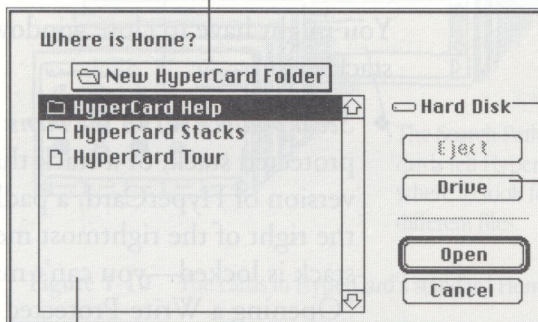 Where is Home?
New HyperCard Folder
HyperCard Help
HyperCard Stacks
HyperCard Tour
Hard Disk
Eject
Drive
Open
Cancel